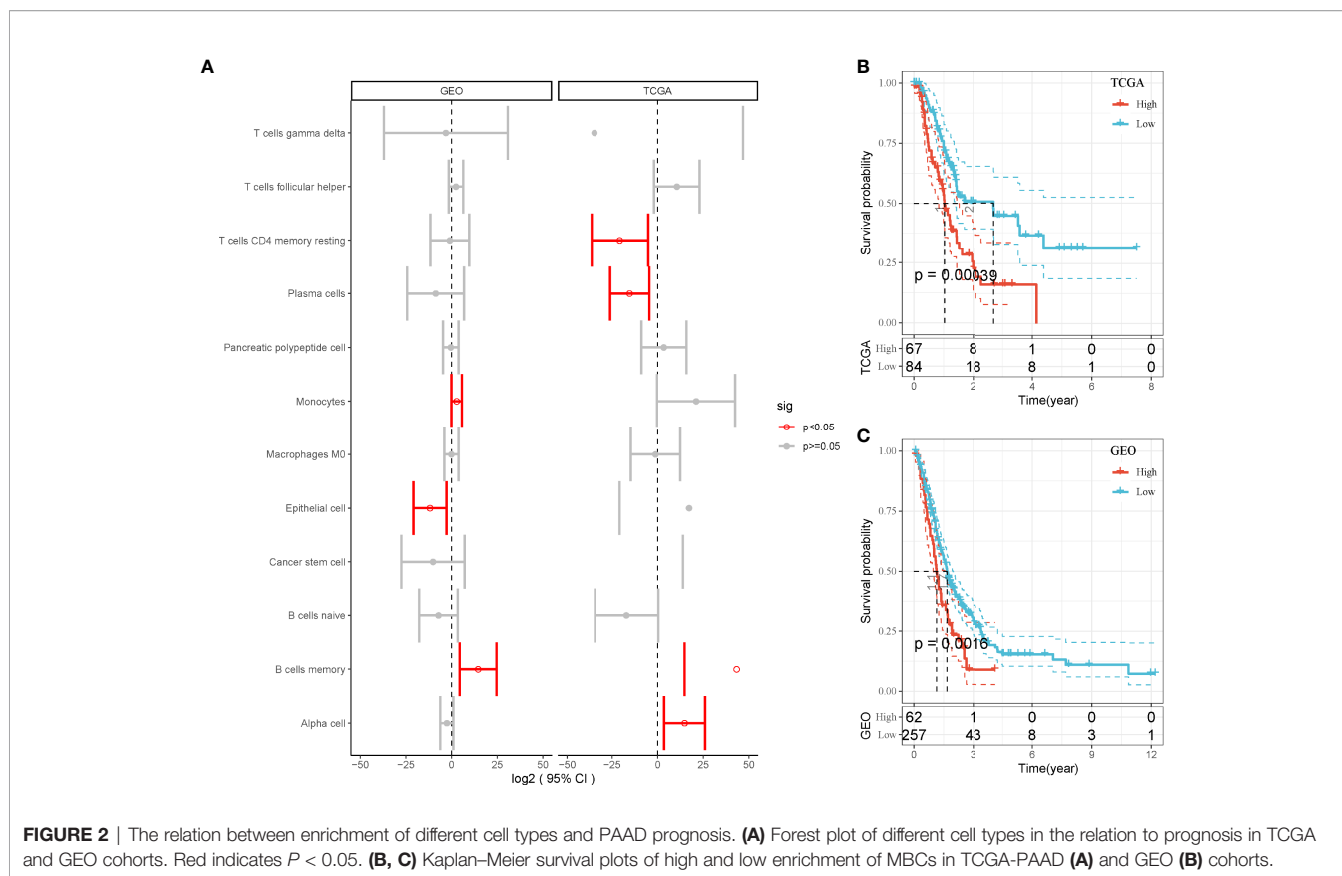 A
GEO
TCGA
T cells gamma delta
T cells follicular helper
T cells CD4 memory resting
Plasma cells
Pancreatic polypeptide cell
Monocytes
Macrophages M0
Epithelial cell
Cancer stem cell
B cells naive
B cells memory
Alpha cell
−50 −25 0 25 50 −50 −25 0 25 50
log2 ( 95% CI )
sig
p<0.05
p>=0.05
B
TCGA
High
Low
Survival probability
1.00
0.75
0.50
0.25
0.00
p = 0.00039
TCGA
High 67 8 1 0 0
Low 84 13 8 1 0
0 2 4 6 8
Time(year)
C
GEO
High
Low
Survival probability
1.00
0.75
0.50
0.25
0.00
p = 0.0016
GEO
High 62 1 0 0 0
Low 257 43 8 3 1
0 3 6 9 12
Time(year)
FIGURE 2 | The relation between enrichment of different cell types and PAAD prognosis. (A) Forest plot of different cell types in the relation to prognosis in TCGA
and GEO cohorts. Red indicates P < 0.05. (B, C) Kaplan–Meier survival plots of high and low enrichment of MBCs in TCGA-PAAD (A) and GEO (B) cohorts.